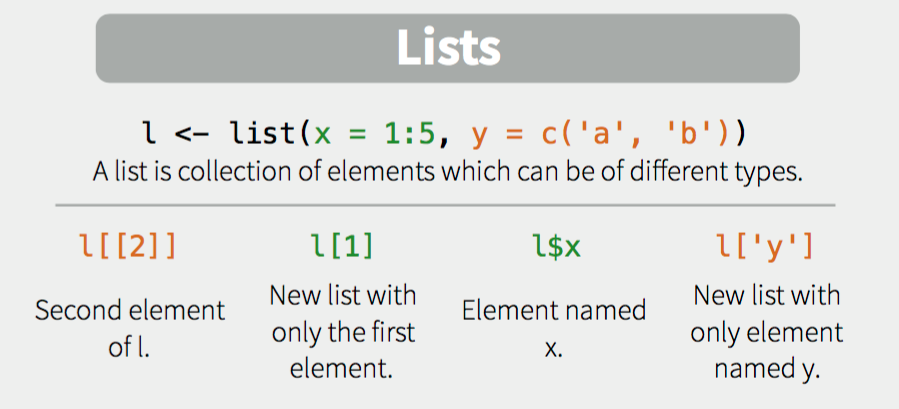 Lists
l <- list(x = 1:5, y = c('a', 'b'))
A list is collection of elements which can be of different types.
l[[2]]
Second element
of l.
l[1]
New list with
only the first
element.
l$x
Element named
x.
l['y']
New list with
only element
named y.